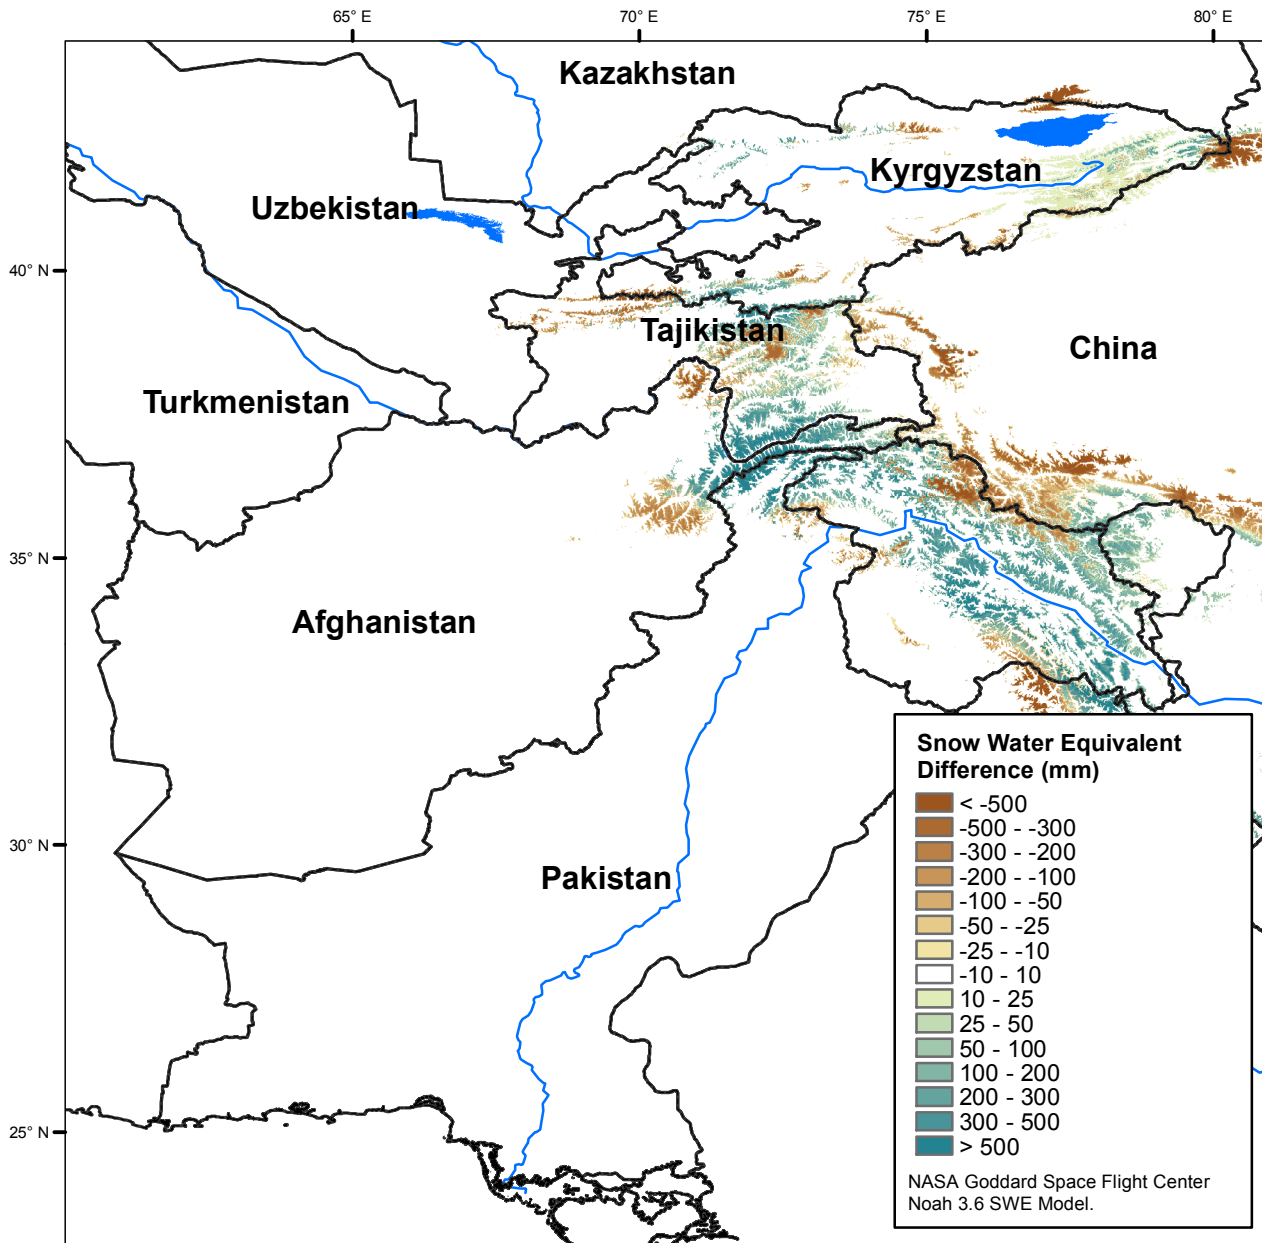 65° E
70° E
75° E
80° E
Kazakhstan
Kyrgyzstan
Uzbekistan
40° N
Tajikistan
China
Turkmenistan
35° N
Afghanistan
30° N
Pakistan
25° N
Snow Water Equivalent
Difference (mm)
< -500
-500 - -300
-300 - -200
-200 - -100
-100 - -50
-50 - -25
-25 - -10
-10 - 10
10 - 25
25 - 50
50 - 100
100 - 200
200 - 300
300 - 500
> 500
NASA Goddard Space Flight Center
Noah 3.6 SWE Model.